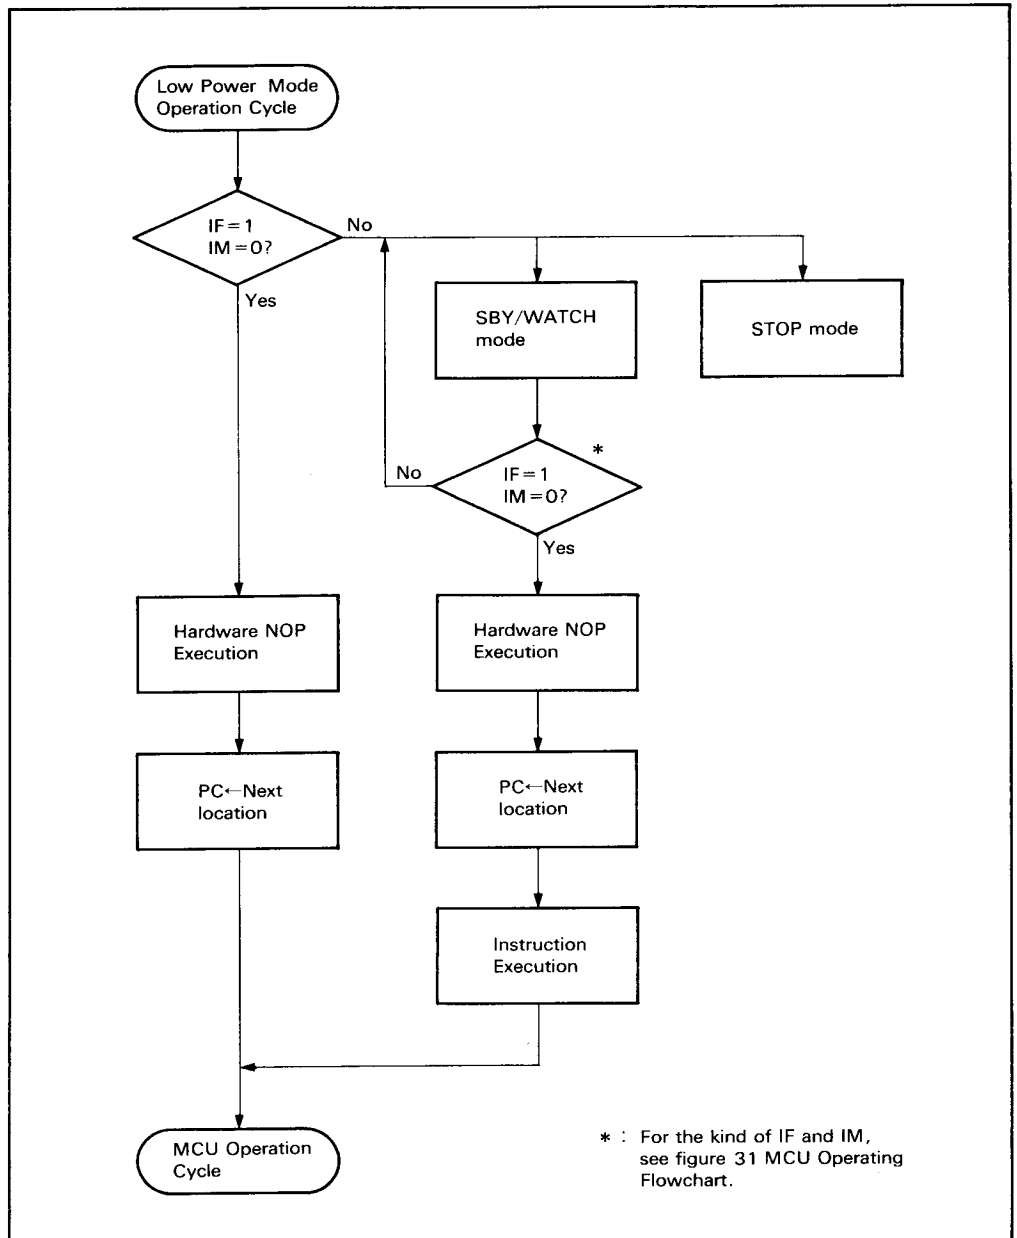 Low Power Mode
Operation Cycle
IF=1
IM=0?
No
Yes
SBY/WATCH
mode
STOP mode
*
IF=1
IM=0?
No
Yes
Hardware NOP
Execution
Hardware NOP
Execution
PC←Next
location
PC←Next
location
Instruction
Execution
MCU Operation
Cycle
* : For the kind of IF and IM,
see figure 31 MCU Operating
Flowchart.